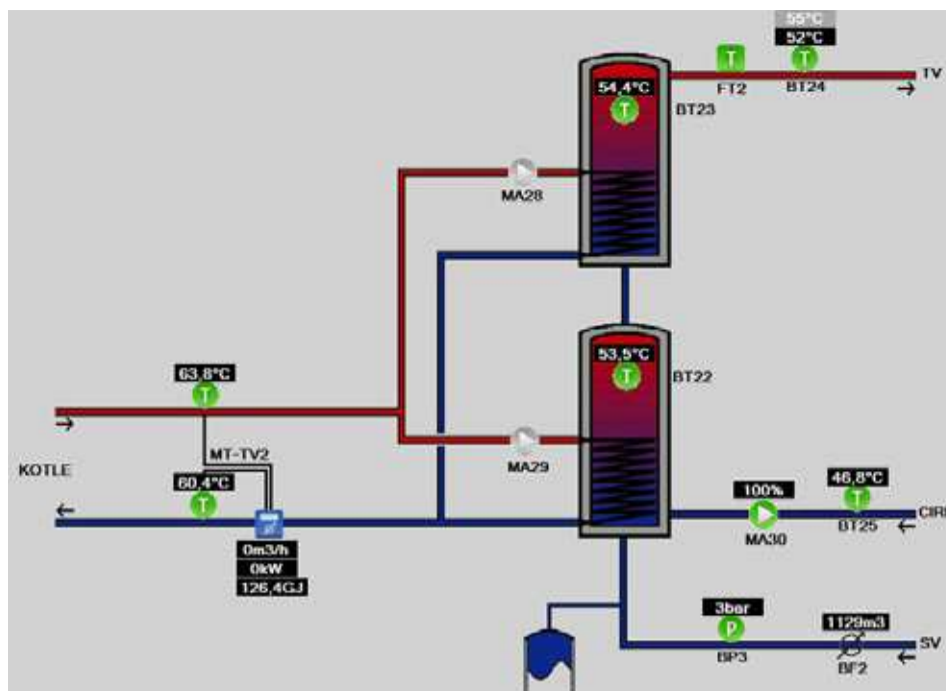 55°C
52°C
T
T
FT2
BT24
TV
54,4°C
T
BT23
MA28
53,5°C
T
BT22
63,8°C
T
MT-TV2
KOTLE
60,4°C
T
MA29
0m3/h
0kW
126,4GJ
100%
MA30
46,8°C
T
BT25
3bar
P
BP3
1129m3
BF2
SV